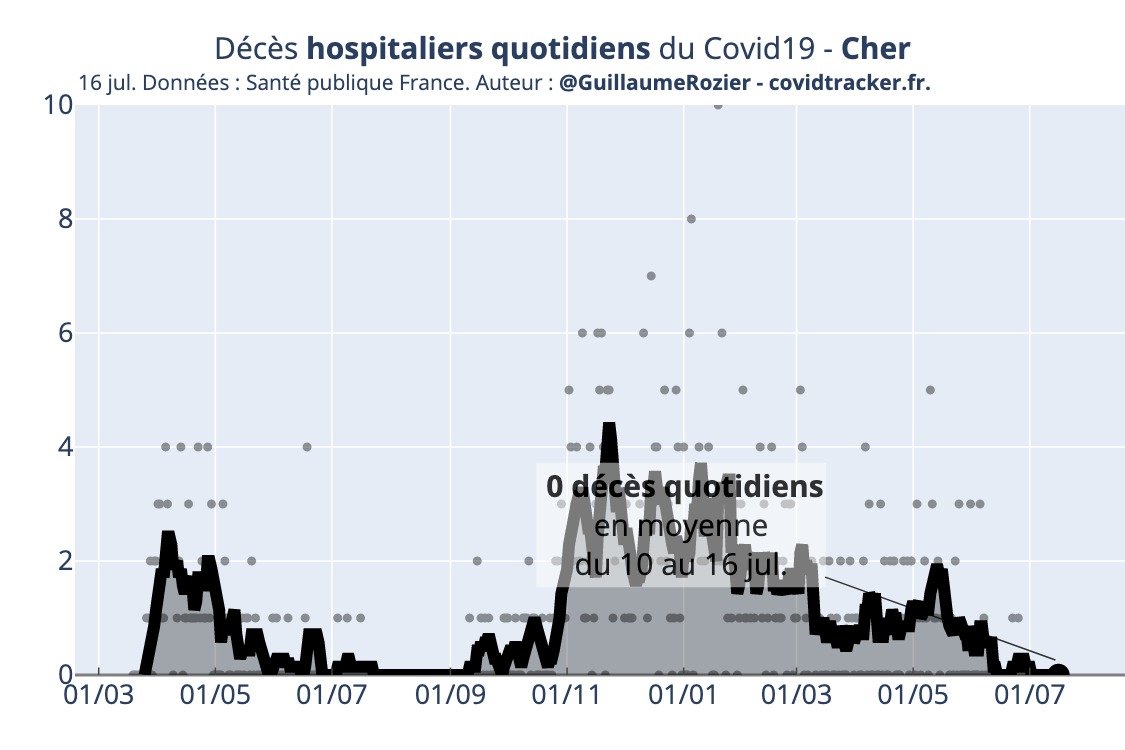 Décès hospitaliers quotidiens du Covid19 - Cher
16 jul. Données : Santé publique France. Auteur : @GuillaumeRozier - covidtracker.fr.
10
8
6
4
2
0
0 décès quotidiens
en moyenne
du 10 au 16 jul.
01/03 01/05 01/07 01/09 01/11 01/01 01/03 01/05 01/07